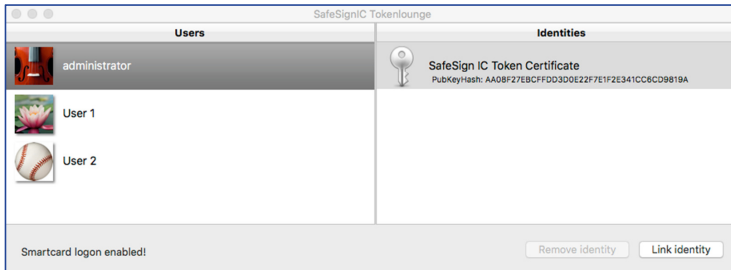 SafeSignIC Tokenlounge
Users
Identities
administrator
User 1
User 2
SafeSign IC Token Certificate
PubKeyHash: AA08F27EBCFFDD3D0E22F7E1F2E341CC6CD9819A
Smartcard logon enabled!
Remove identity
Link identity